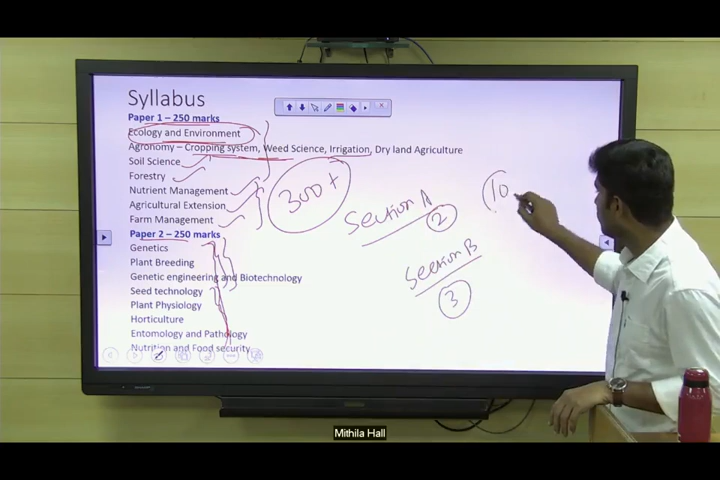 Syllabus
Paper 1 – 250 marks
Ecology and Environment
Agronomy – Cropping system, Weed Science, Irrigation, Dry land Agriculture
Soil Science
Forestry
Nutrient Management
Agricultural Extension
Farm Management
300+
Section A
2
10
Paper 2 – 250 marks
Genetics
Plant Breeding
Genetic engineering and Biotechnology
Section B
3
Seed technology
Plant Physiology
Horticulture
Entomology and Pathology
Nutrition and Food security
Mithila Hall